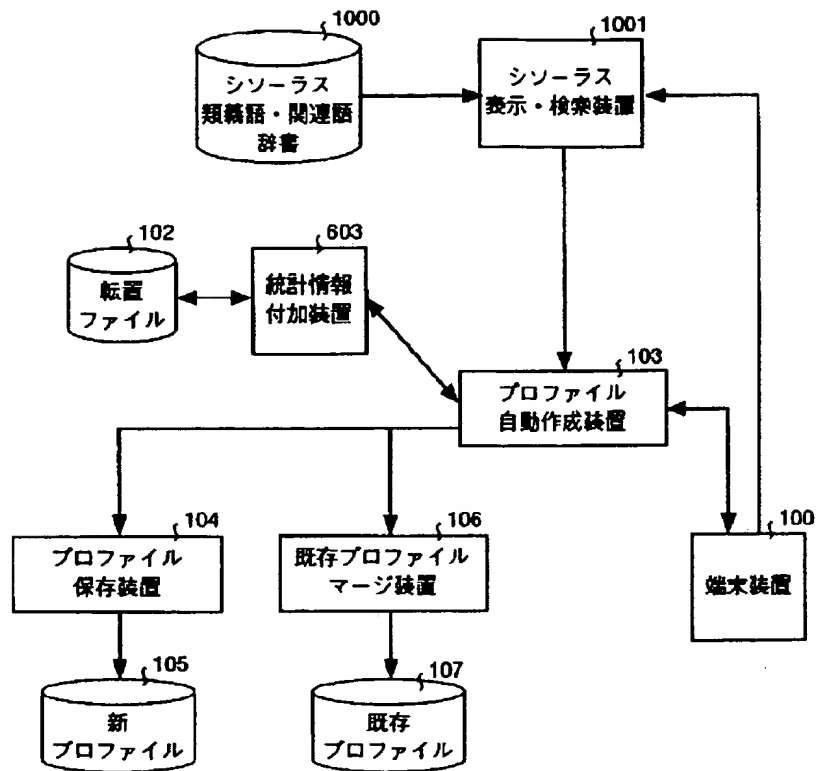 1000
シソーラス
類義語・関連語
辞書
1001
シソーラス
表示・検索装置
102
転置
ファイル
603
統計情報
付加装置
103
プロファイル
自動作成装置
104
プロファイル
保存装置
106
既存プロファイル
マージ装置
100
端末装置
105
新
プロファイル
107
既存
プロファイル